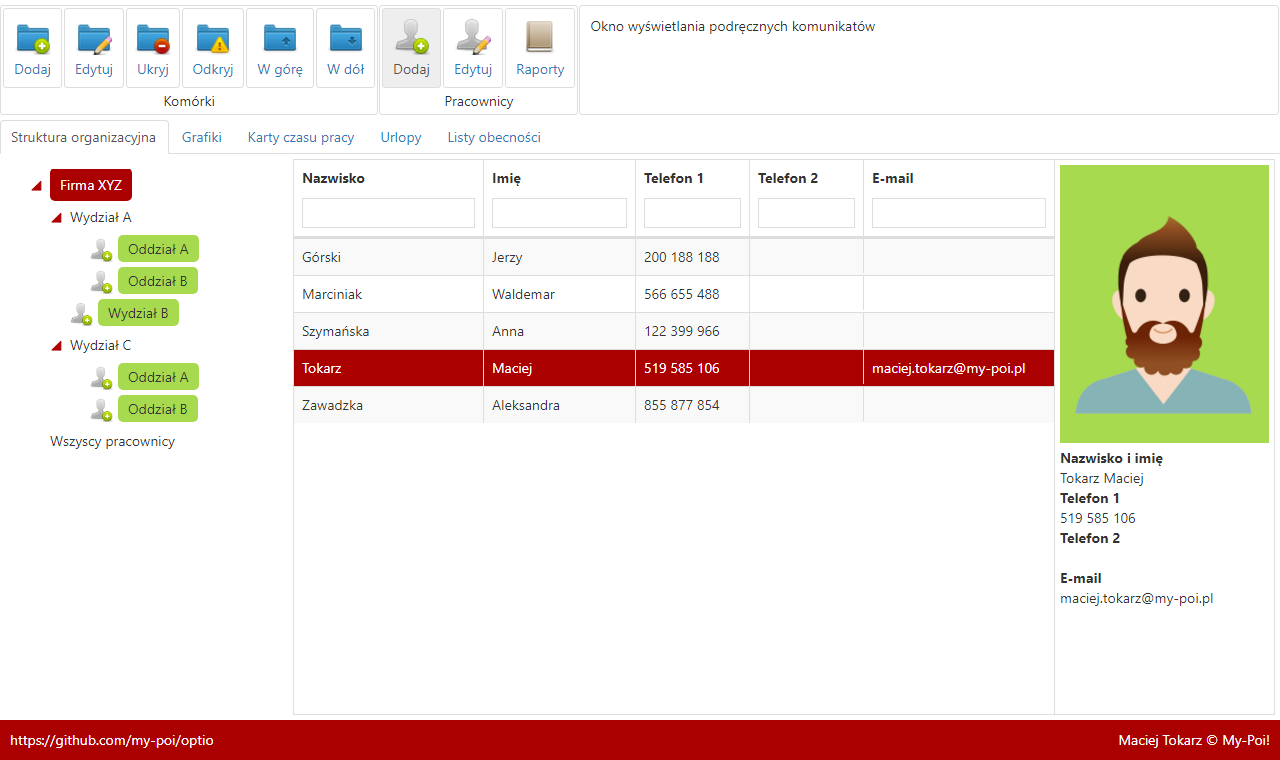 Dodaj Edytuj Ukryj Odkryj W górę W dół
Komórki
Dodaj Edytuj Raporty
Pracownicy
Okno wyświetlania podręcznych komunikatów
Struktura organizacyjna Grafiki Karty czasu pracy Urlopy Listy obecności
Firma XYZ
Wydział A
Oddział A
Oddział B
Wydział B
Wydział C
Oddział A
Oddział B
Wszyscy pracownicy
Nazwisko Imię Telefon 1 Telefon 2 E-mail
Górski Jerzy 200 188 188
Marciniak Waldemar 566 655 488
Szymańska Anna 122 399 966
Tokarz Maciej 519 585 106 maciej.tokarz@my-poi.pl
Zawadzka Aleksandra 855 877 854
Nazwisko i imię
Tokarz Maciej
Telefon 1
519 585 106
Telefon 2
E-mail
maciej.tokarz@my-poi.pl
https://github.com/my-poi/optio
Maciej Tokarz © My-Poi!